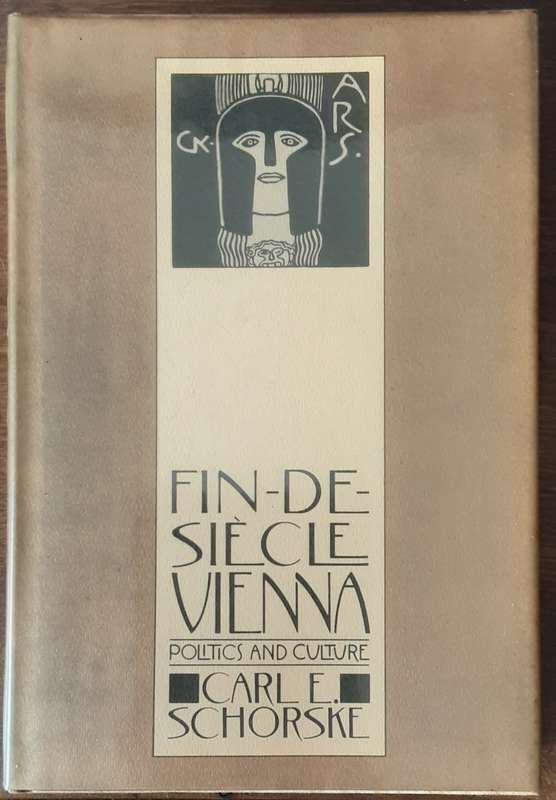 ARS.
GK.
FIN-DE-
SIÈCLE
VIENNA
POLITICS AND CULTURE
CARL E.
SCHORSKE